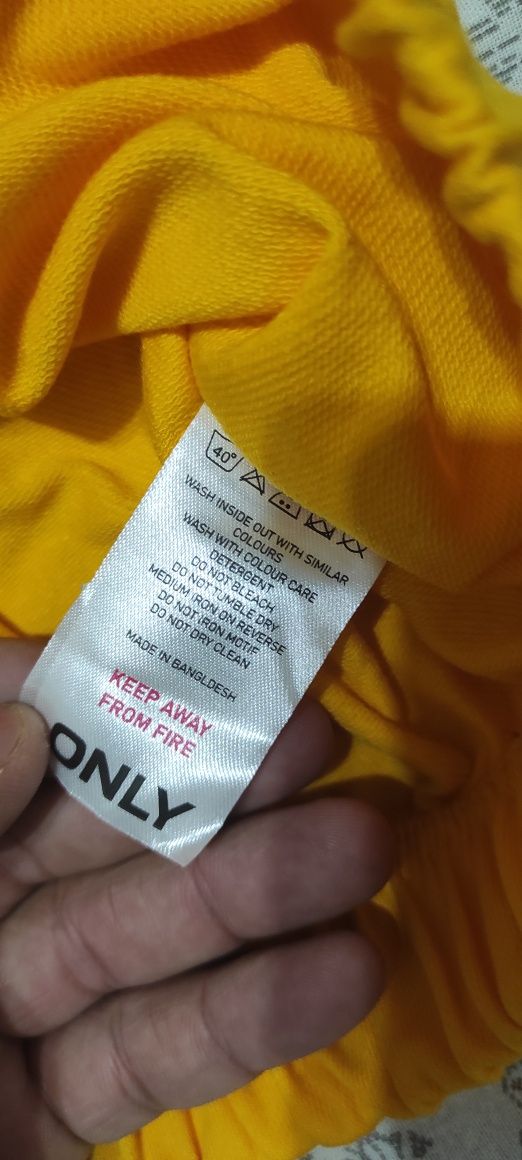 40°
WASH INSIDE OUT WITH SIMILAR
COLOURS
WASH WITH COLOUR CARE
DETERGENT
DO NOT BLEACH
DO NOT TUMBLE DRY
MEDIUM IRON ON REVERSE
DO NOT IRON MOTIF
DO NOT DRY CLEAN
MADE IN BANGLDESH
KEEP AWAY
FROM FIRE
ONLY